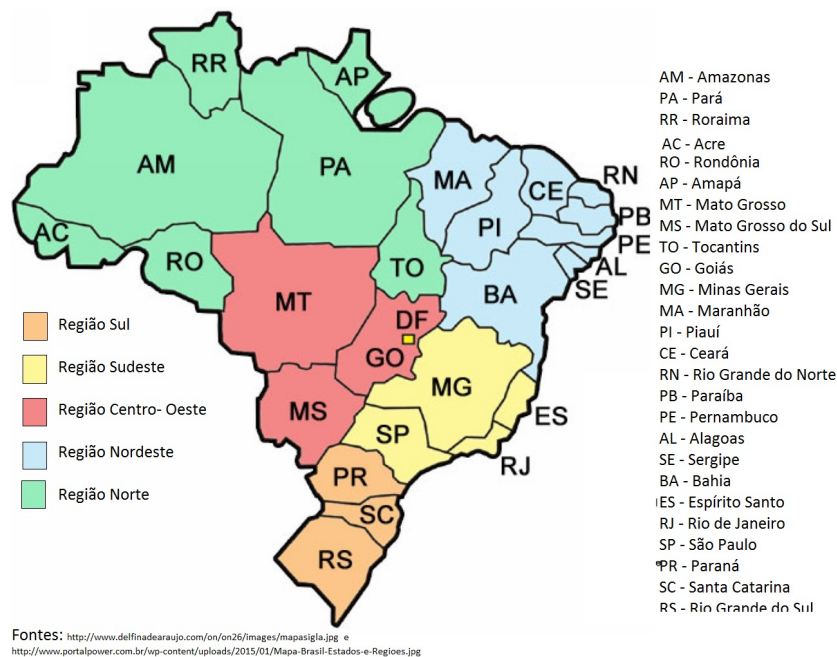 RR
AP
AM
PA
MA
CE
RN
PB
PI
PE
AC
AL
RO
TO
SE
BA
MT
DF
GO
MG
MS
ES
SP
RJ
PR
SC
RS
Região Sul
Região Sudeste
Região Centro- Oeste
Região Nordeste
Região Norte
AM - Amazonas
PA - Pará
RR - Roraima
AC - Acre
RO - Rondônia
AP - Amapá
MT - Mato Grosso
MS - Mato Grosso do Sul
TO - Tocantins
GO - Goiás
MG - Minas Gerais
MA - Maranhão
PI - Piauí
CE - Ceará
RN - Rio Grande do Norte
PB - Paraíba
PE - Pernambuco
AL - Alagoas
SE - Sergipe
BA - Bahia
ES - Espírito Santo
RJ - Rio de Janeiro
SP - São Paulo
PR - Paraná
SC - Santa Catarina
RS - Rio Grande do Sul
Fontes: http://www.delfinadearaujo.com/on/on26/images/mapasigla.jpg e
http://www.portalpower.com.br/wp-content/uploads/2015/01/Mapa-Brasil-Estados-e-Regioes.jpg